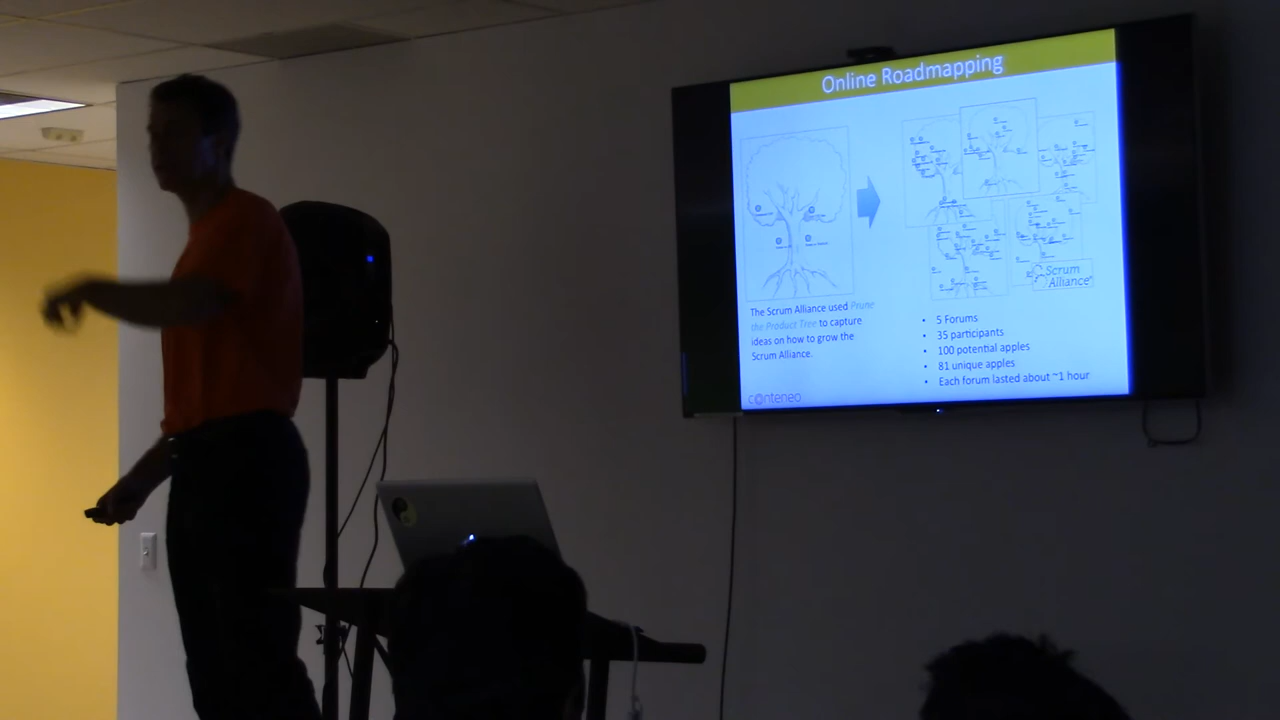 Online Roadmapping
The Scrum Alliance used Prune
the Product Tree to capture
ideas on how to grow the
Scrum Alliance.
Scrum
Alliance
• 5 Forums
• 35 participants
• 100 potential apples
• 81 unique apples
• Each forum lasted about ~1 hour
conteneo